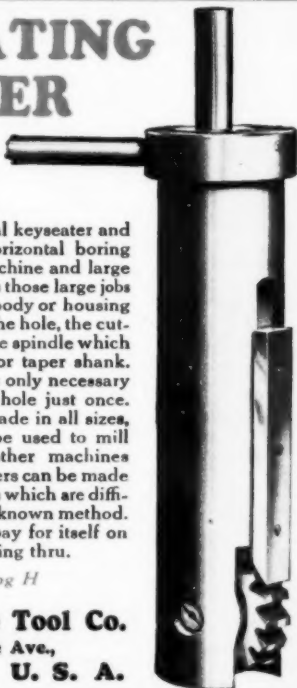 ATING
ER
al keyseater and
orizontal boring
chine and large
those large jobs
body or housing
he hole, the cut-
e spindle which
or taper shank.
only necessary
hole just once.
ade in all sizes,
be used to mill
ther machines
ers can be made
which are diffi-
known method.
pay for itself on
ing thru.
og H
Tool Co.
Ave.,
U. S. A.